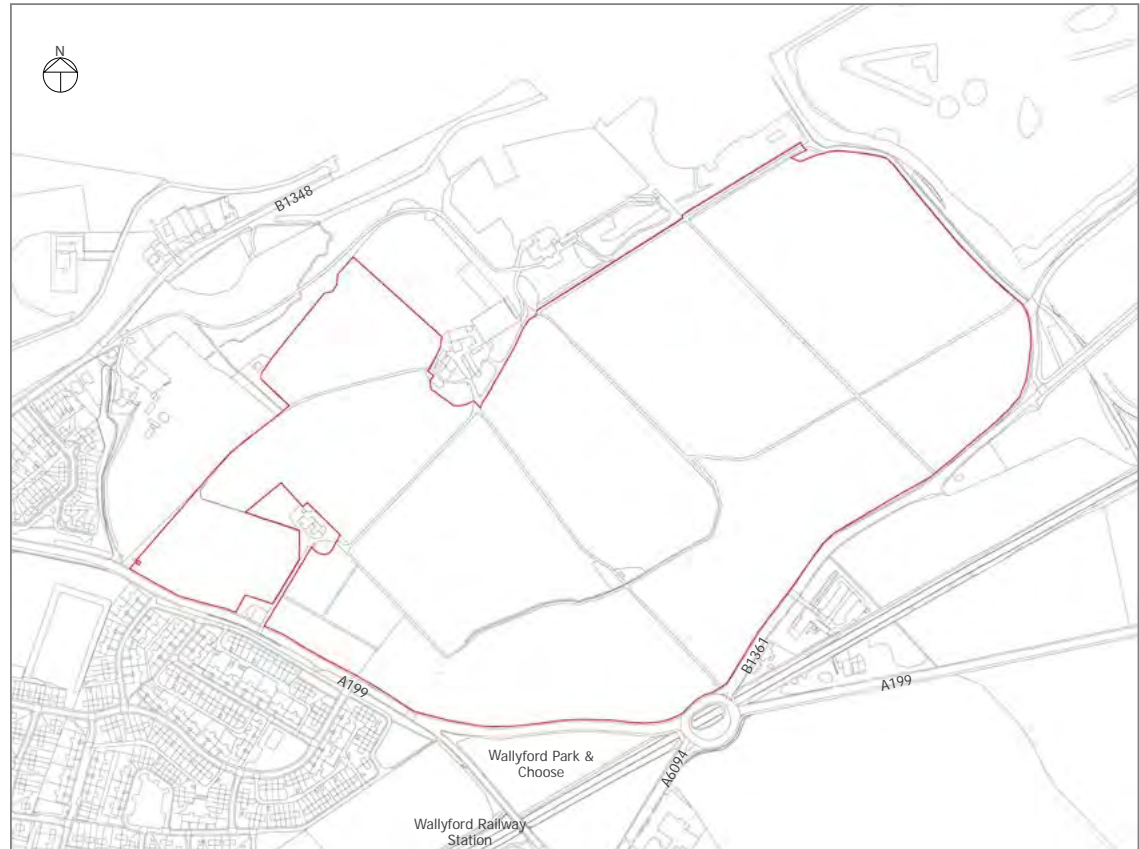 N
B1348
B1361
A199
A199
Wallyford Park &
Choose
A6094
Wallyford Railway
Station